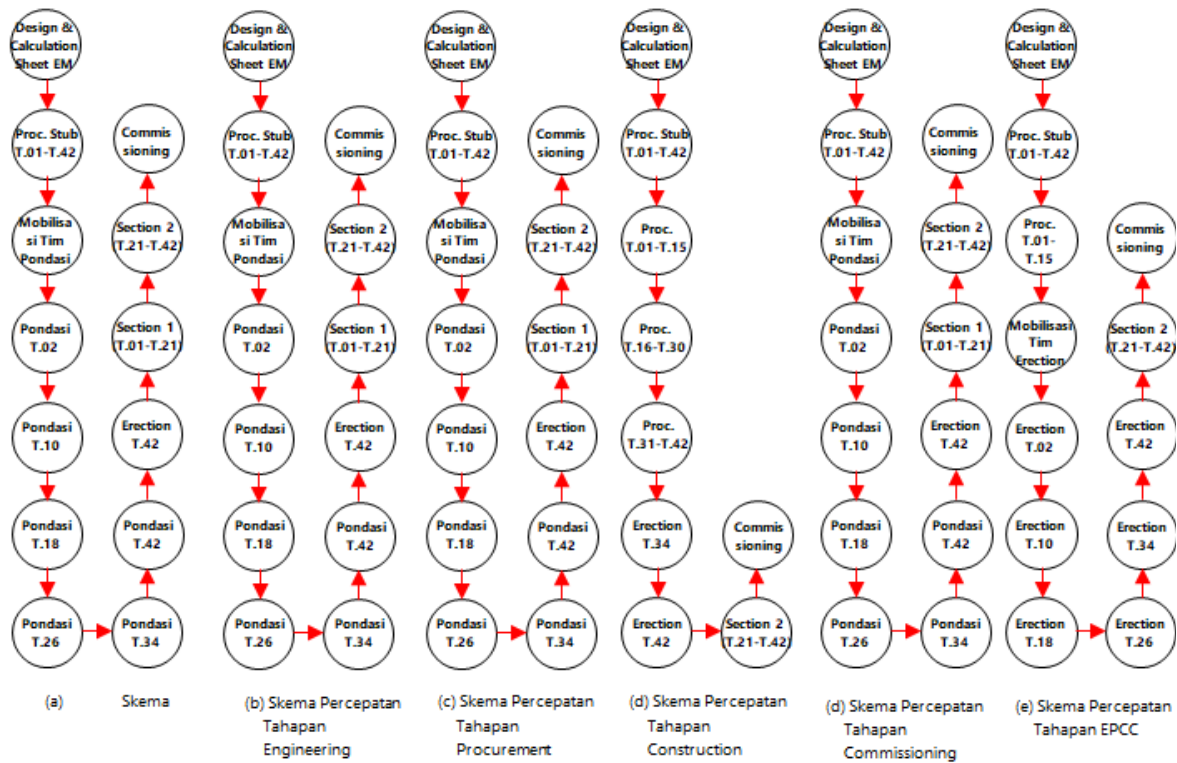 Design &
Calculation
Sheet EM
Proc. Stub
T.01-T.42
Mobilisa
si Tim
Pondasi
Pondasi
T.02
Pondasi
T.10
Pondasi
T.18
Pondasi
T.26
Pondasi
T.34
Pondasi
T.42
Erection
T.42
Section 1
(T.01-T.21)
Section 2
(T.21-T.42)
Commis
sioning
(a) Skema
Design &
Calculation
Sheet EM
Proc. Stub
T.01-T.42
Mobilisa
si Tim
Pondasi
Pondasi
T.02
Pondasi
T.10
Pondasi
T.18
Pondasi
T.26
Pondasi
T.34
Pondasi
T.42
Erection
T.42
Section 1
(T.01-T.21)
Section 2
(T.21-T.42)
Commis
sioning
(b) Skema Percepatan
Tahapan
Engineering
Design &
Calculation
Sheet EM
Proc. Stub
T.01-T.42
Mobilisa
si Tim
Pondasi
Pondasi
T.02
Pondasi
T.10
Pondasi
T.18
Pondasi
T.26
Pondasi
T.34
Pondasi
T.42
Erection
T.42
Section 1
(T.01-T.21)
Section 2
(T.21-T.42)
Commis
sioning
(c) Skema Percepatan
Tahapan
Procurement
Design &
Calculation
Sheet EM
Proc. Stub
T.01-T.42
Proc.
T.01-T.15
Proc.
T.16-T.30
Proc.
T.31-T.42
Erection
T.34
Erection
T.42
Section 2
(T.21-T.42)
Commis
sioning
(d) Skema Percepatan
Tahapan
Construction
Design &
Calculation
Sheet EM
Proc. Stub
T.01-T.42
Mobilisa
si Tim
Pondasi
Pondasi
T.02
Pondasi
T.10
Pondasi
T.18
Pondasi
T.26
Pondasi
T.34
Pondasi
T.42
Erection
T.42
Section 1
(T.01-T.21)
Section 2
(T.21-T.42)
Commis
sioning
(d) Skema Percepatan
Tahapan
Commissioning
Design &
Calculation
Sheet EM
Proc. Stub
T.01-T.42
Proc.
T.01-
T.15
Mobilisasi
Tim
Erection
Erection
T.02
Erection
T.10
Erection
T.18
Erection
T.26
Erection
T.34
Erection
T.42
Section 2
(T.21-T.42)
Commis
sioning
(e) Skema Percepatan
Tahapan EPCC